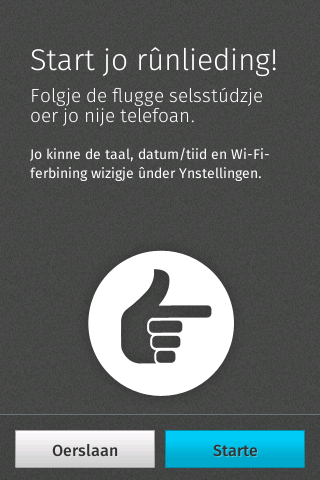 Start jo rûnlieding!
Folgje de flugge selsstúdzje
oer jo nije telefoan.
Jo kinne de taal, datum/tiid en Wi-Fi-
ferbining wizigje ûnder Ynstellingen.
Oerslaan
Starte